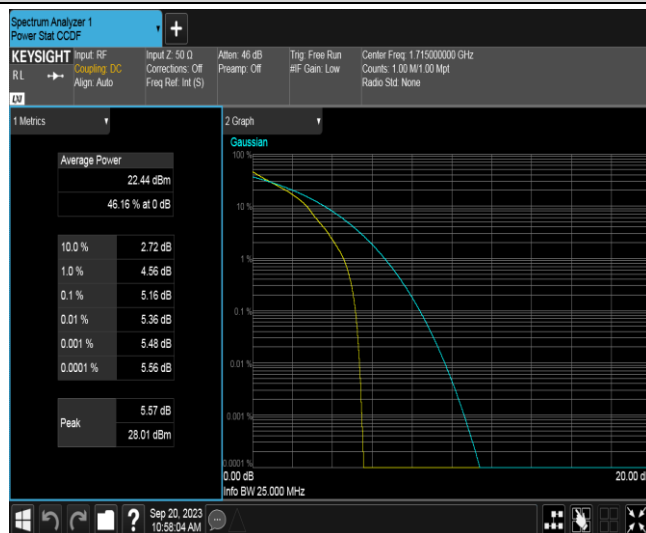 Spectrum Analyzer 1
Power Stat CCDF
+
KEYSIGHT
RL
LXI
Input: RF
Coupling: DC
Align: Auto
Input Z: 50 Ω
Corrections: Off
Freq Ref: Int (S)
Atten: 46 dB
Preamp: Off
Trig: Free Run
#IF Gain: Low
Center Freq: 1.715000000 GHz
Counts: 1.00 M/1.00 Mpt
Radio Std: None
1 Metrics
Average Power
22.44 dBm
46.16 % at 0 dB
10.0 % 2.72 dB
1.0 % 4.56 dB
0.1 % 5.16 dB
0.01 % 5.36 dB
0.001 % 5.48 dB
0.0001 % 5.56 dB
Peak 5.57 dB
28.01 dBm
2 Graph
Gaussian
100 %
10 %
1 %
0.1 %
0.01 %
0.001 %
0.0001 %
0.00 dB 20.00 d
Info BW 25.000 MHz
?
Sep 20, 2023
10:58:04 AM